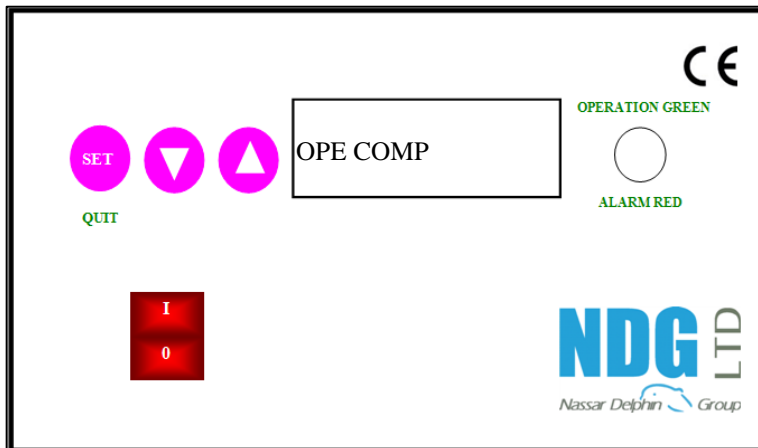 CE
OPERATION GREEN
SET
OPE COMP
ALARM RED
QUIT
I
0
NDG LTD
Nassar Delphin Group